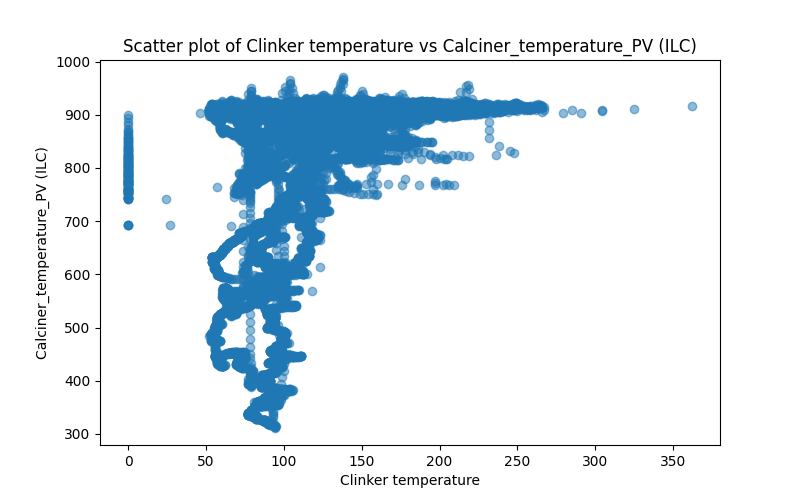 Scatter plot of Clinker temperature vs Calciner_temperature_PV (ILC)
Calciner_temperature_PV (ILC)
1000
900
800
700
600
500
400
300
0 50 100 150 200 250 300 350
Clinker temperature